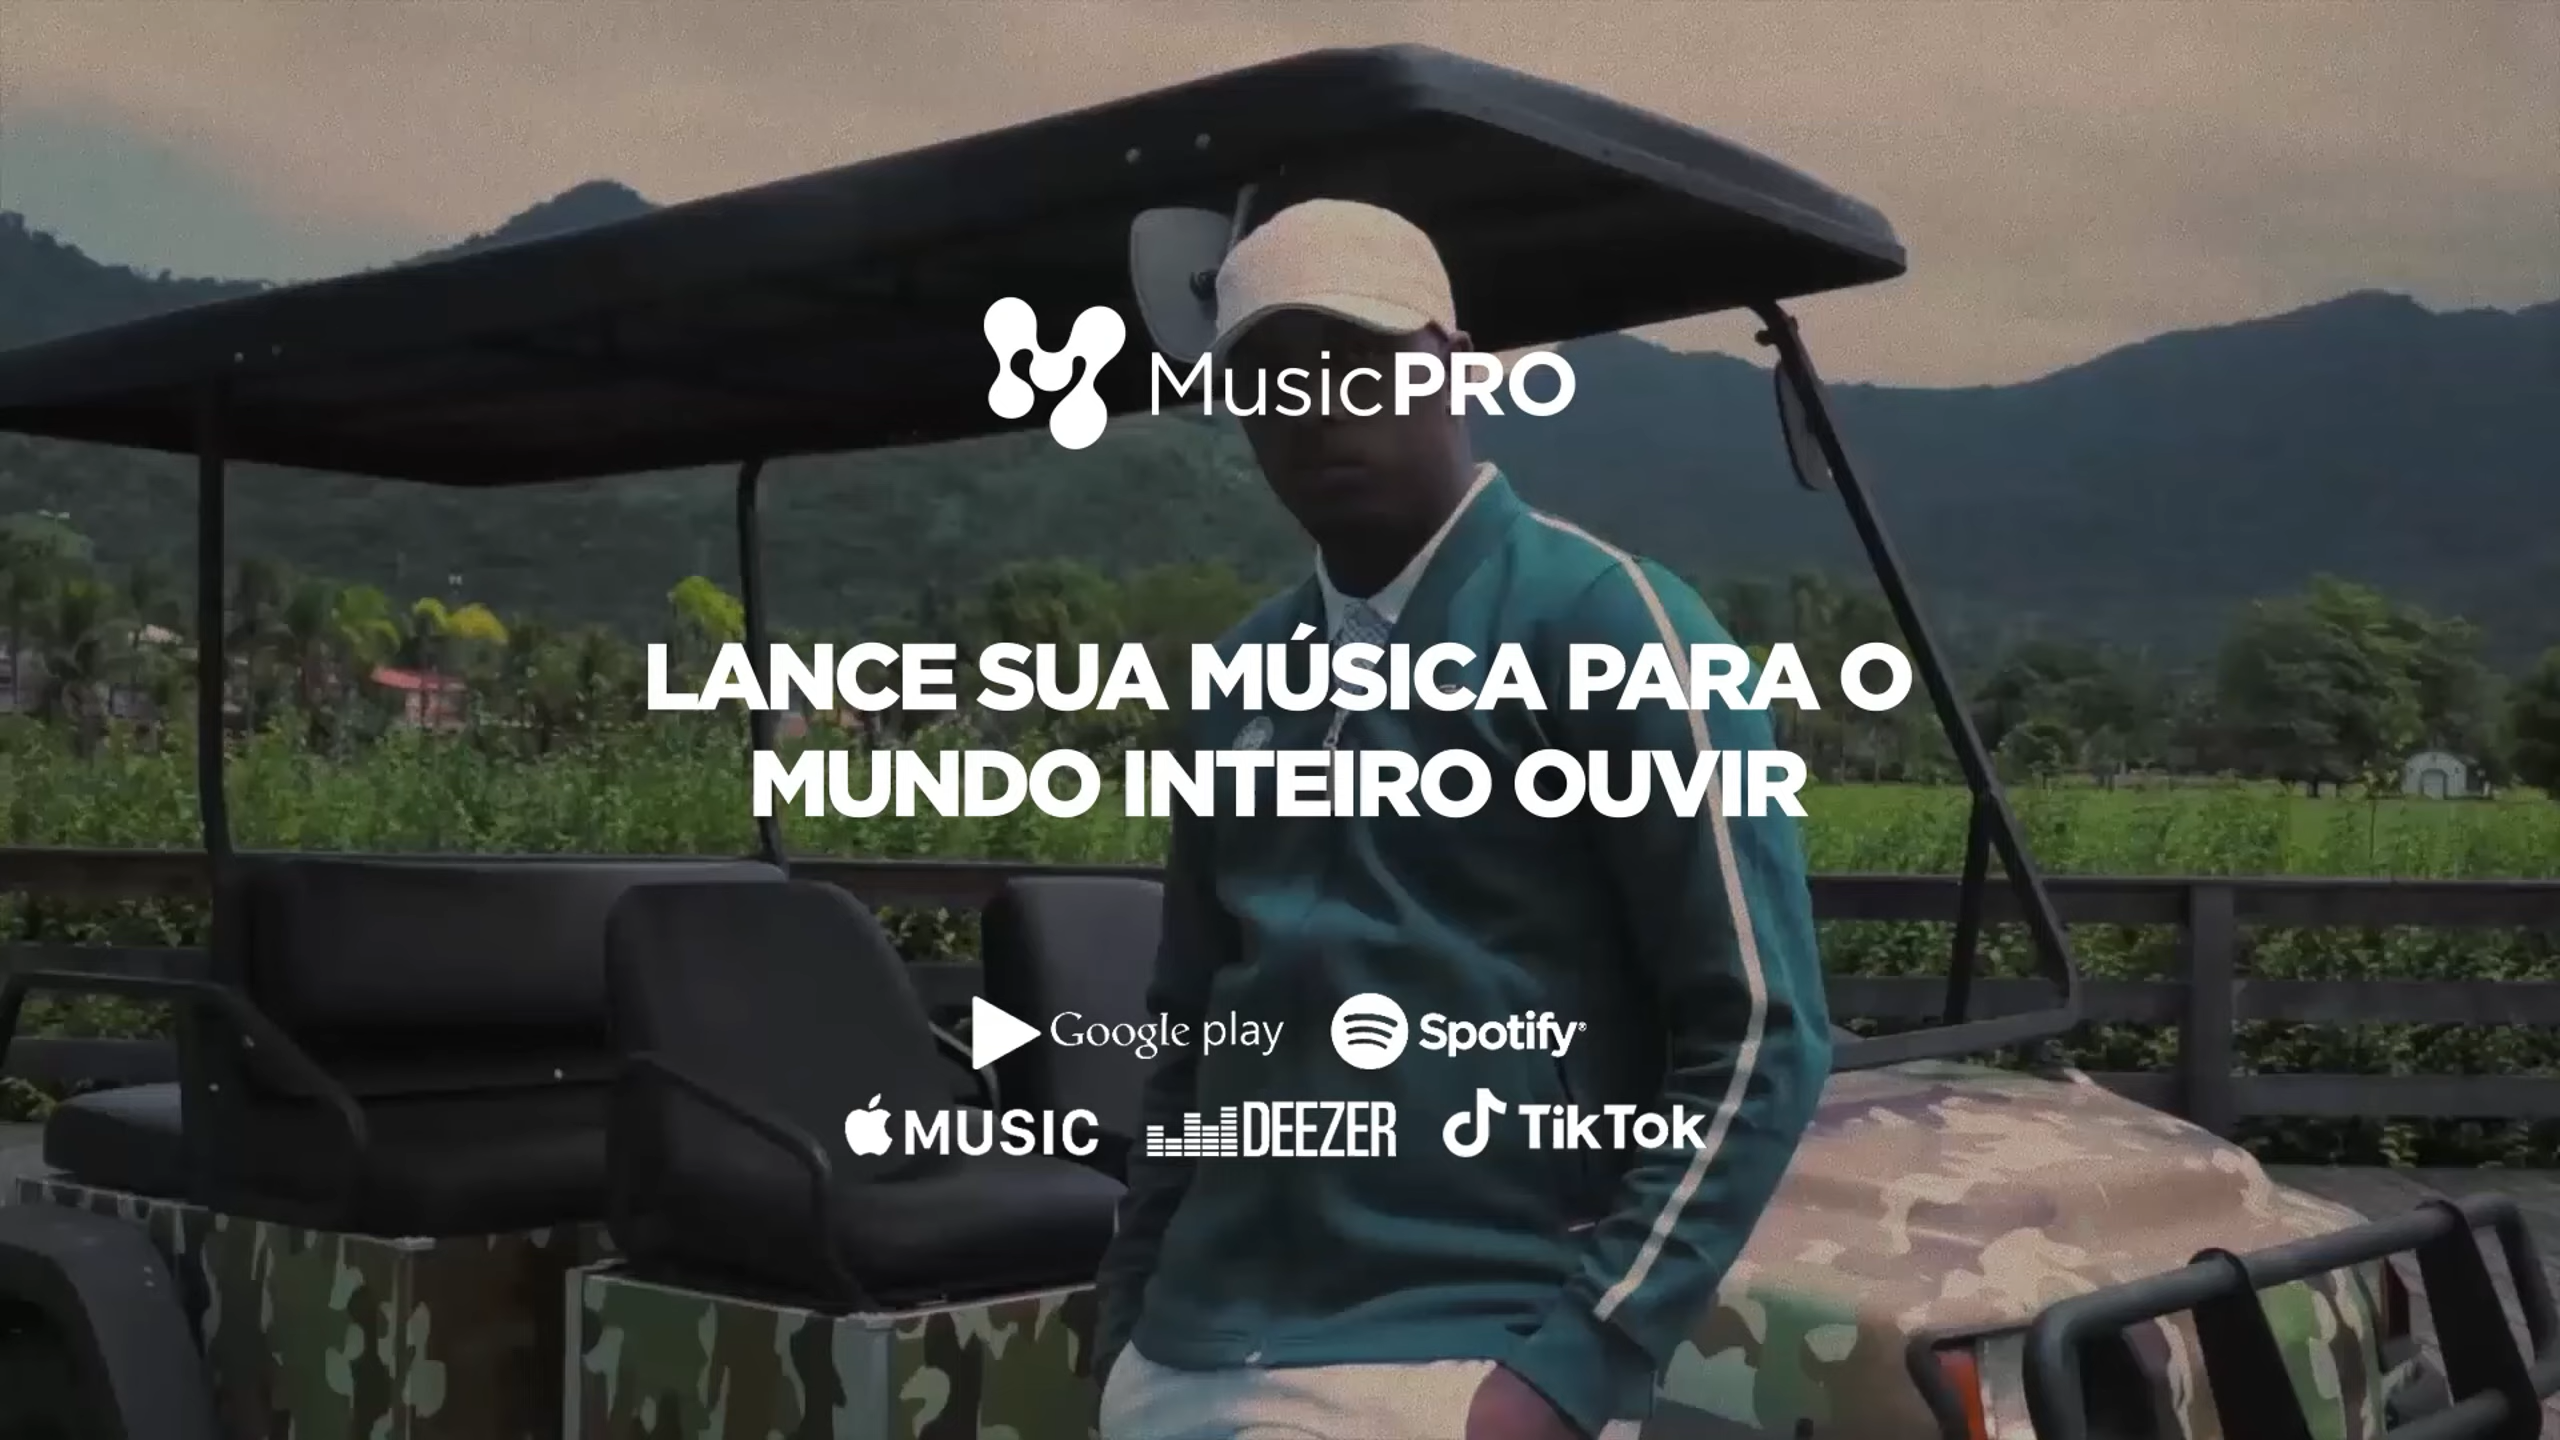 MusicPRO
LANCE SUA MÚSICA PARA O
MUNDO INTEIRO OUVIR
Google play Spotify
MUSIC DEEZER TikTok